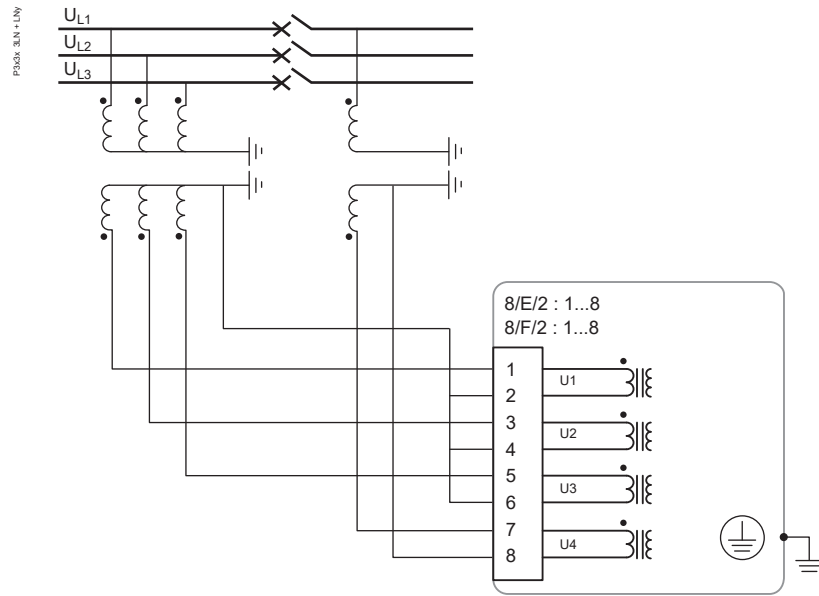 P3x3x 3LN + LNy
UL1
UL2
UL3
8/E/2 : 1...8
8/F/2 : 1...8
1
U1
2
3
U2
4
5
U3
6
7
U4
8